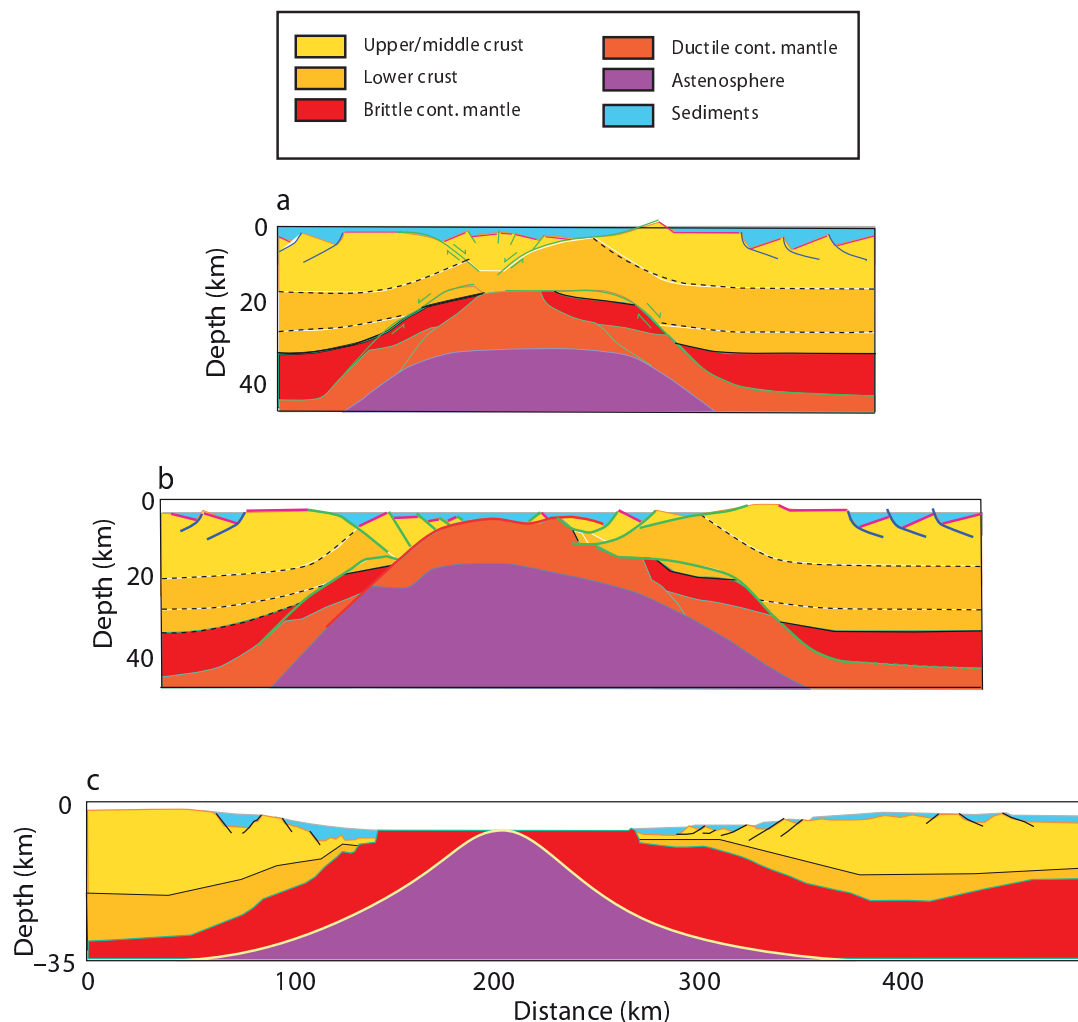 Upper/middle crust
Lower crust
Brittle cont. mantle
Ductile cont. mantle
Astenosphere
Sediments
a
0
20
40
Depth (km)
b
0
20
40
Depth (km)
c
0
−35
Depth (km)
0 100 200 300 400
Distance (km)